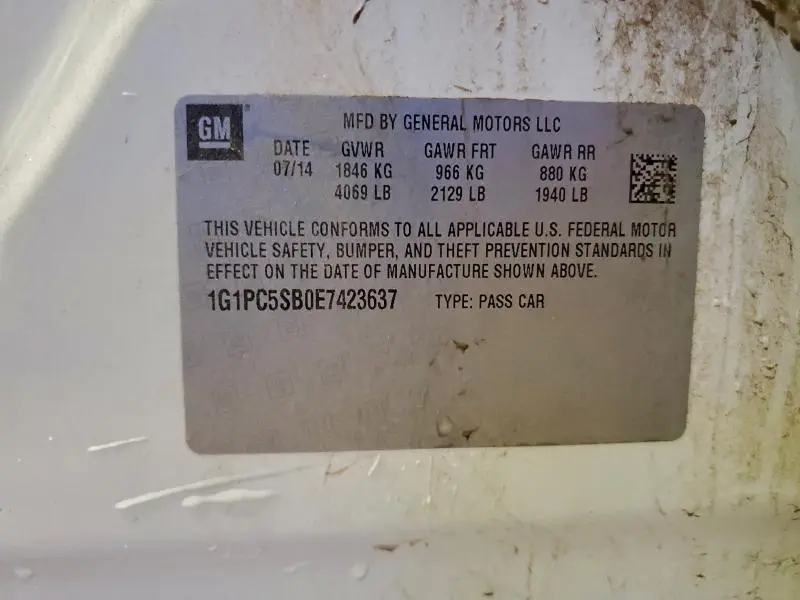 GM
MFD BY GENERAL MOTORS LLC
DATE GVWR GAWR FRT GAWR RR
07/14 1846 KG 966 KG 880 KG
4069 LB 2129 LB 1940 LB
THIS VEHICLE CONFORMS TO ALL APPLICABLE U.S. FEDERAL MOTOR
VEHICLE SAFETY, BUMPER, AND THEFT PREVENTION STANDARDS IN
EFFECT ON THE DATE OF MANUFACTURE SHOWN ABOVE.
1G1PC5SB0E7423637 TYPE: PASS CAR